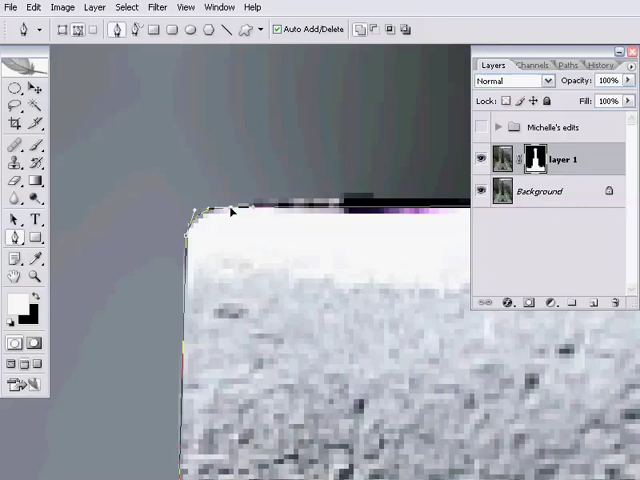 File Edit Image Layer Select Filter View Window Help
Auto Add/Delete
Layers Channels Paths History
Normal Opacity: 100%
Lock: Fill: 100%
Michelle's edits
layer 1
Background
T